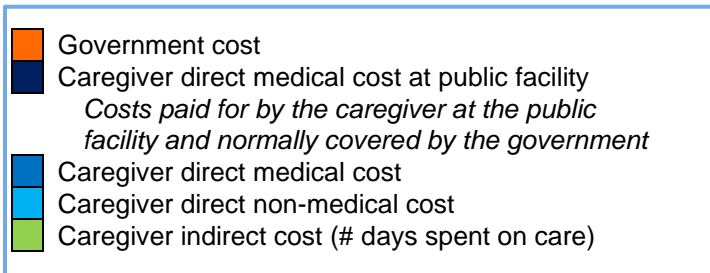 Government cost
Caregiver direct medical cost at public facility
Costs paid for by the caregiver at the public
facility and normally covered by the government
Caregiver direct medical cost
Caregiver direct non-medical cost
Caregiver indirect cost (# days spent on care)